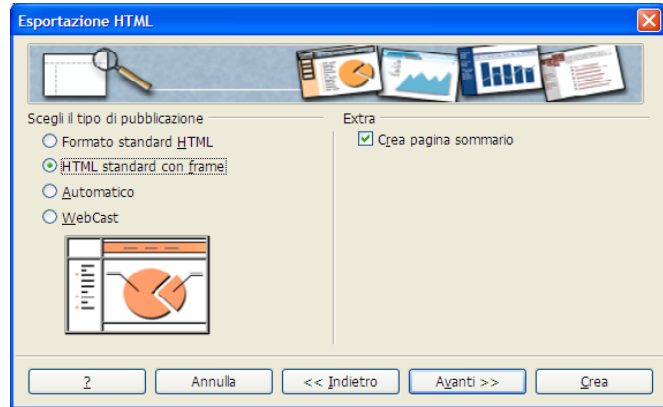 Esportazione HTML
Scegli il tipo di pubblicazione
Formato standard HTML
HTML standard con frame
Automatico
WebCast
Extra
Crea pagina sommario
?
Annulla
<< Indietro
Avanti >>
Crea